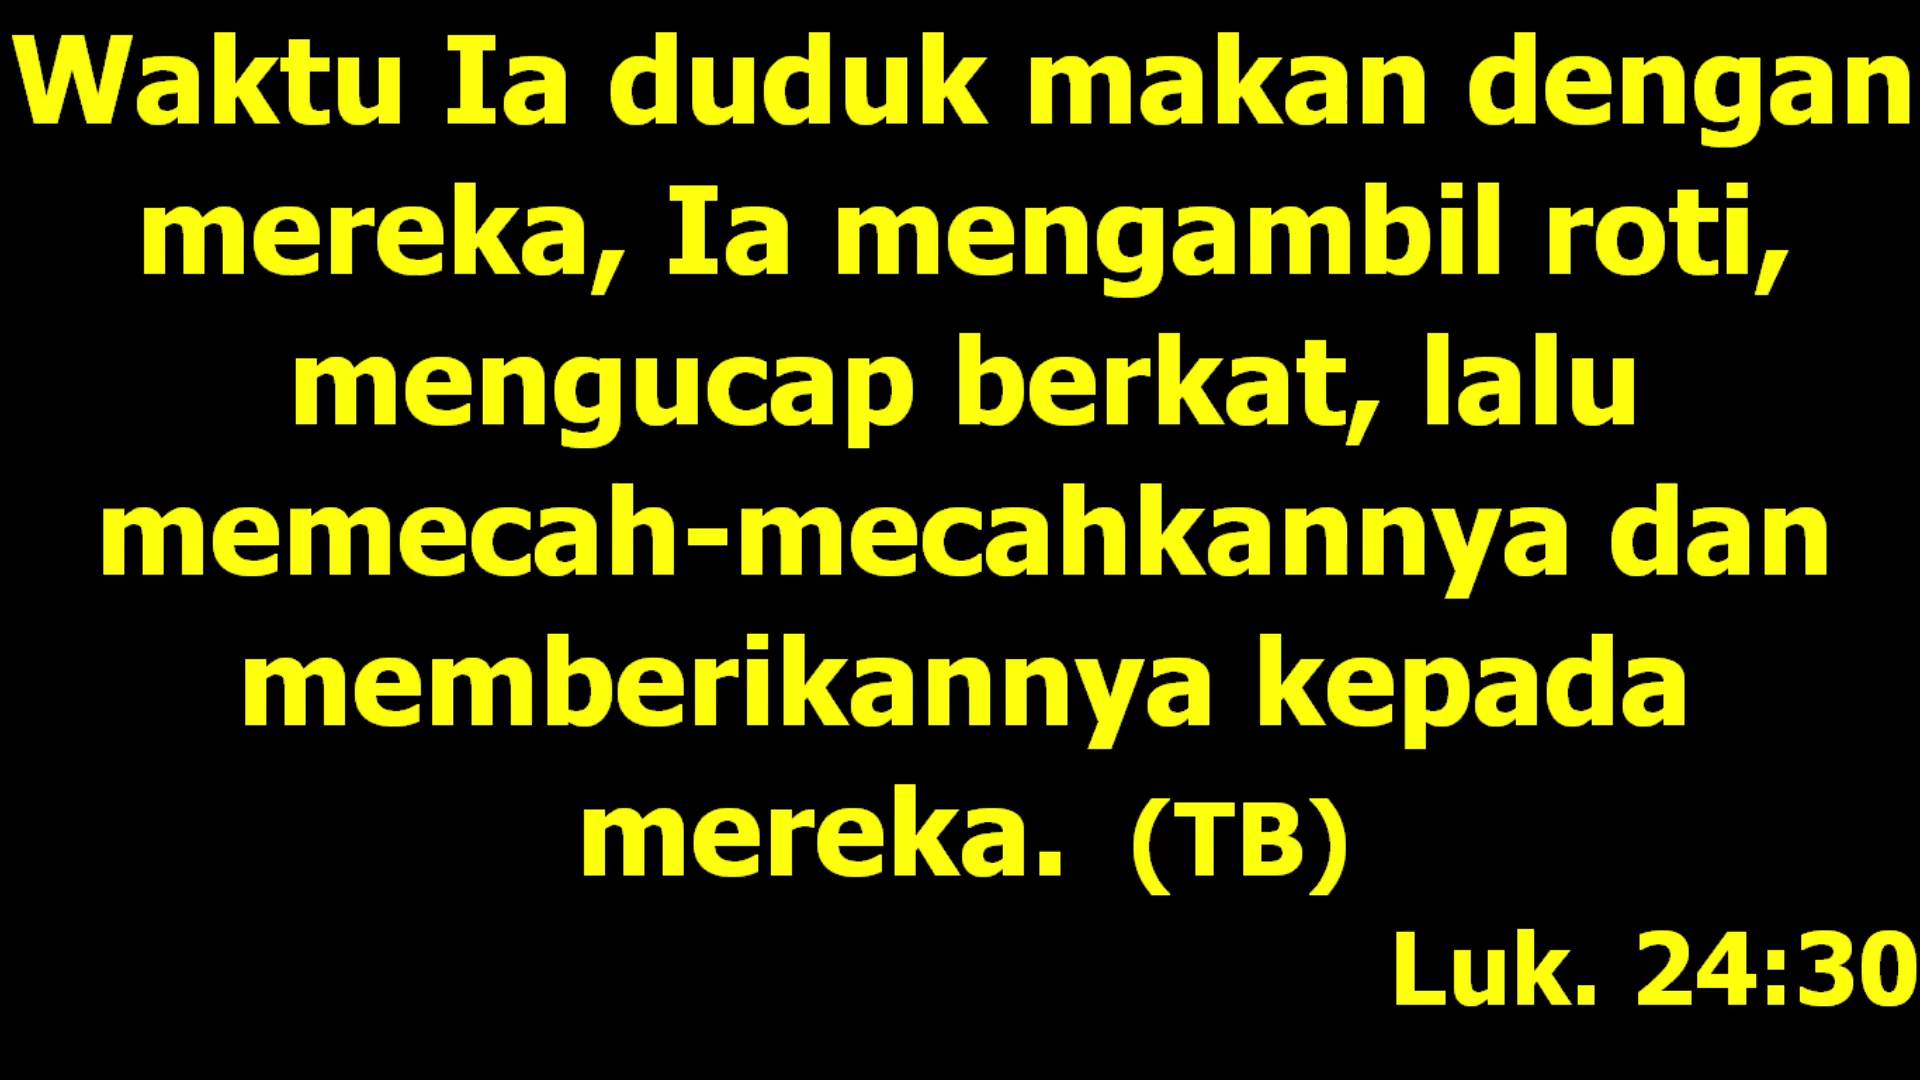 Waktu Ia duduk makan dengan
mereka, Ia mengambil roti,
mengucap berkat, lalu
memecah-mecahkannya dan
memberikannya kepada
mereka. (TB)
Luk. 24:30